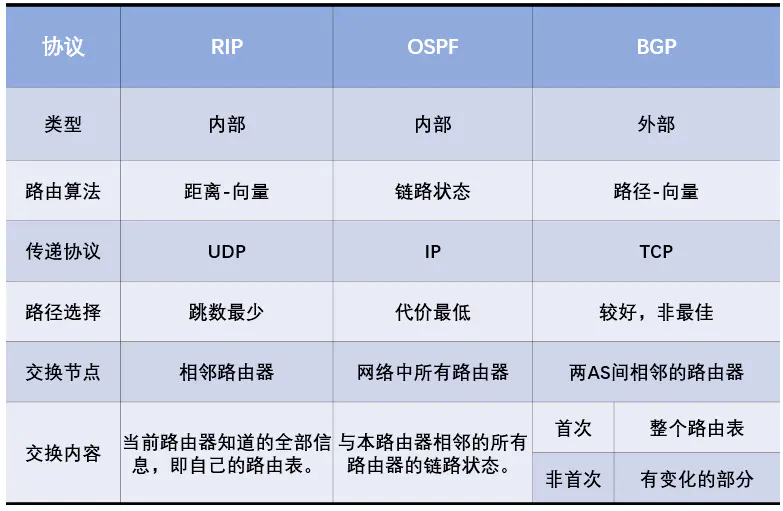 协议 RIP OSPF BGP
类型 内部 内部 外部
路由算法 距离-向量 链路状态 路径-向量
传递协议 UDP IP TCP
路径选择 跳数最少 代价最低 较好，非最佳
交换节点 相邻路由器 网络中所有路由器 两AS间相邻的路由器
交换内容
当前路由器知道的全部信
息，即自己的路由表。
与本路由器相邻的所有
路由器的链路状态。
首次 整个路由表
非首次 有变化的部分